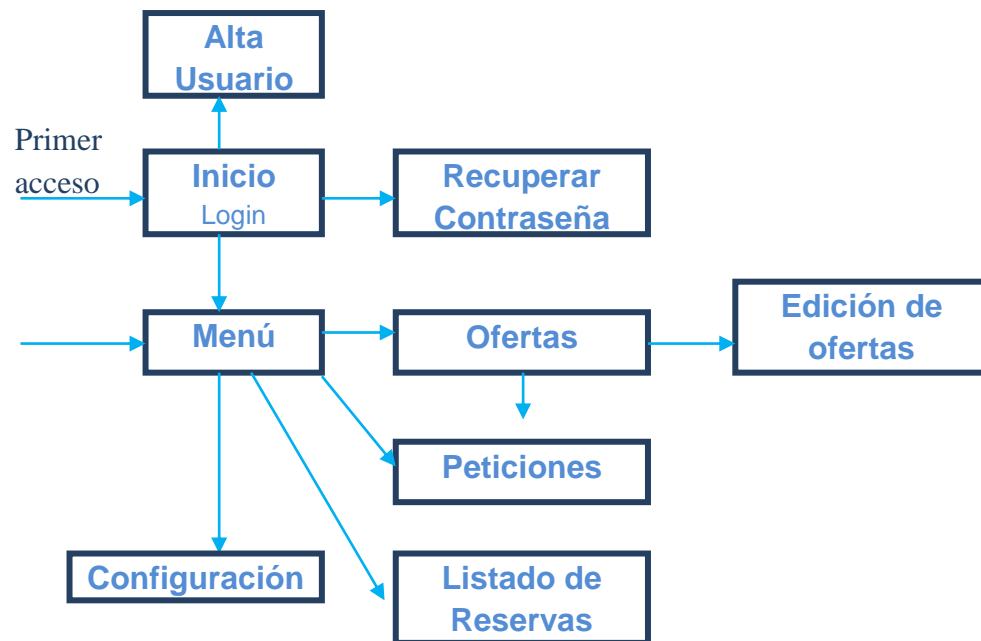 Alta
Usuario
Primer
acceso
Inicio
Login
Recuperar
Contraseña
Menú
Ofertas
Edición de
ofertas
Peticiones
Configuración
Listado de
Reservas